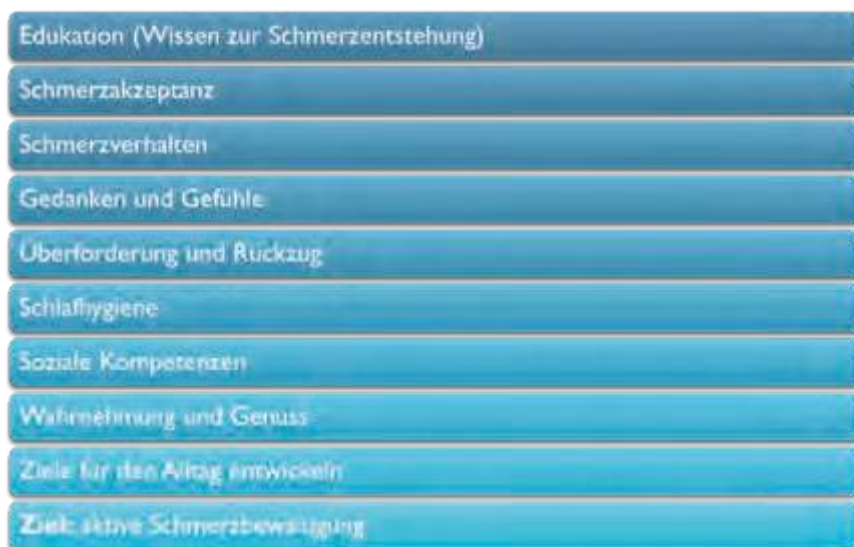 Edukation (Wissen zur Schmerzentstehung)
Schmerzakzeptanz
Schmerzverhalten
Gedanken und Gefühle
Überforderung und Rückzug
Schlafhygiene
Soziale Kompetenzen
Wahrnehmung und Genuss
Ziele für den Alltag entwickeln
Ziel: aktive Schmerzbewältigung